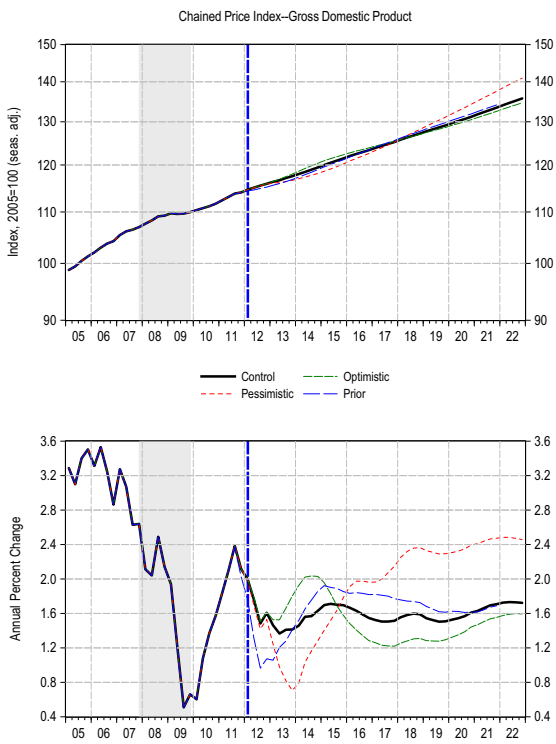 Chained Price Index--Gross Domestic Product
150 150
140 140
130 130
120 120
110 110
100 100
90 90
Index, 2005=100 (seas. adj.)
05 06 07 08 09 10 11 12 13 14 15 16 17 18 19 20 21 22
Control Optimistic
Pessimistic Prior
3.6 3.6
3.2 3.2
2.8 2.8
2.4 2.4
2.0 2.0
1.6 1.6
1.2 1.2
0.8 0.8
0.4 0.4
Annual Percent Change
05 06 07 08 09 10 11 12 13 14 15 16 17 18 19 20 21 22